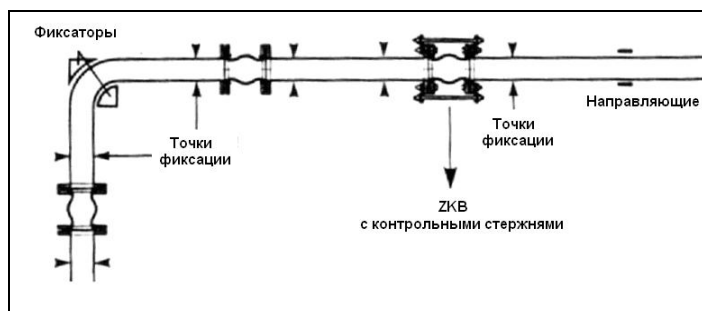 Фиксаторы
Направляющие
Точки
фиксации
Точки
фиксации
ZKB
с контрольными стержнями